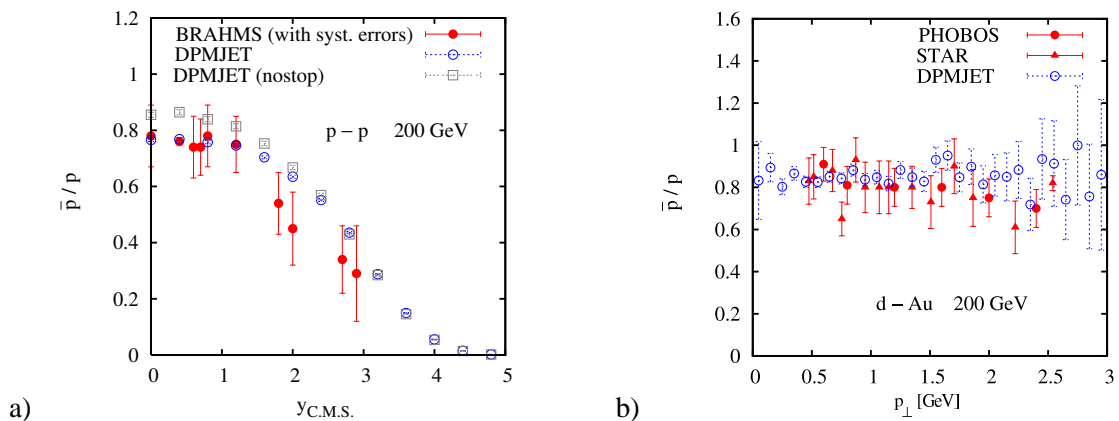 1.2
1
0.8
0.6
0.4
0.2
0
0 1 2 3 4 5
p̅ / p
y C.M.S.
BRAHMS (with syst. errors)
DPMJET
DPMJET (nostop)
p – p 200 GeV
a)
1.6
1.4
1.2
1
0.8
0.6
0.4
0.2
0
0.5 1 1.5 2 2.5 3
p̅ / p
p⊥ [GeV]
PHOBOS
STAR
DPMJET
d – Au 200 GeV
b)